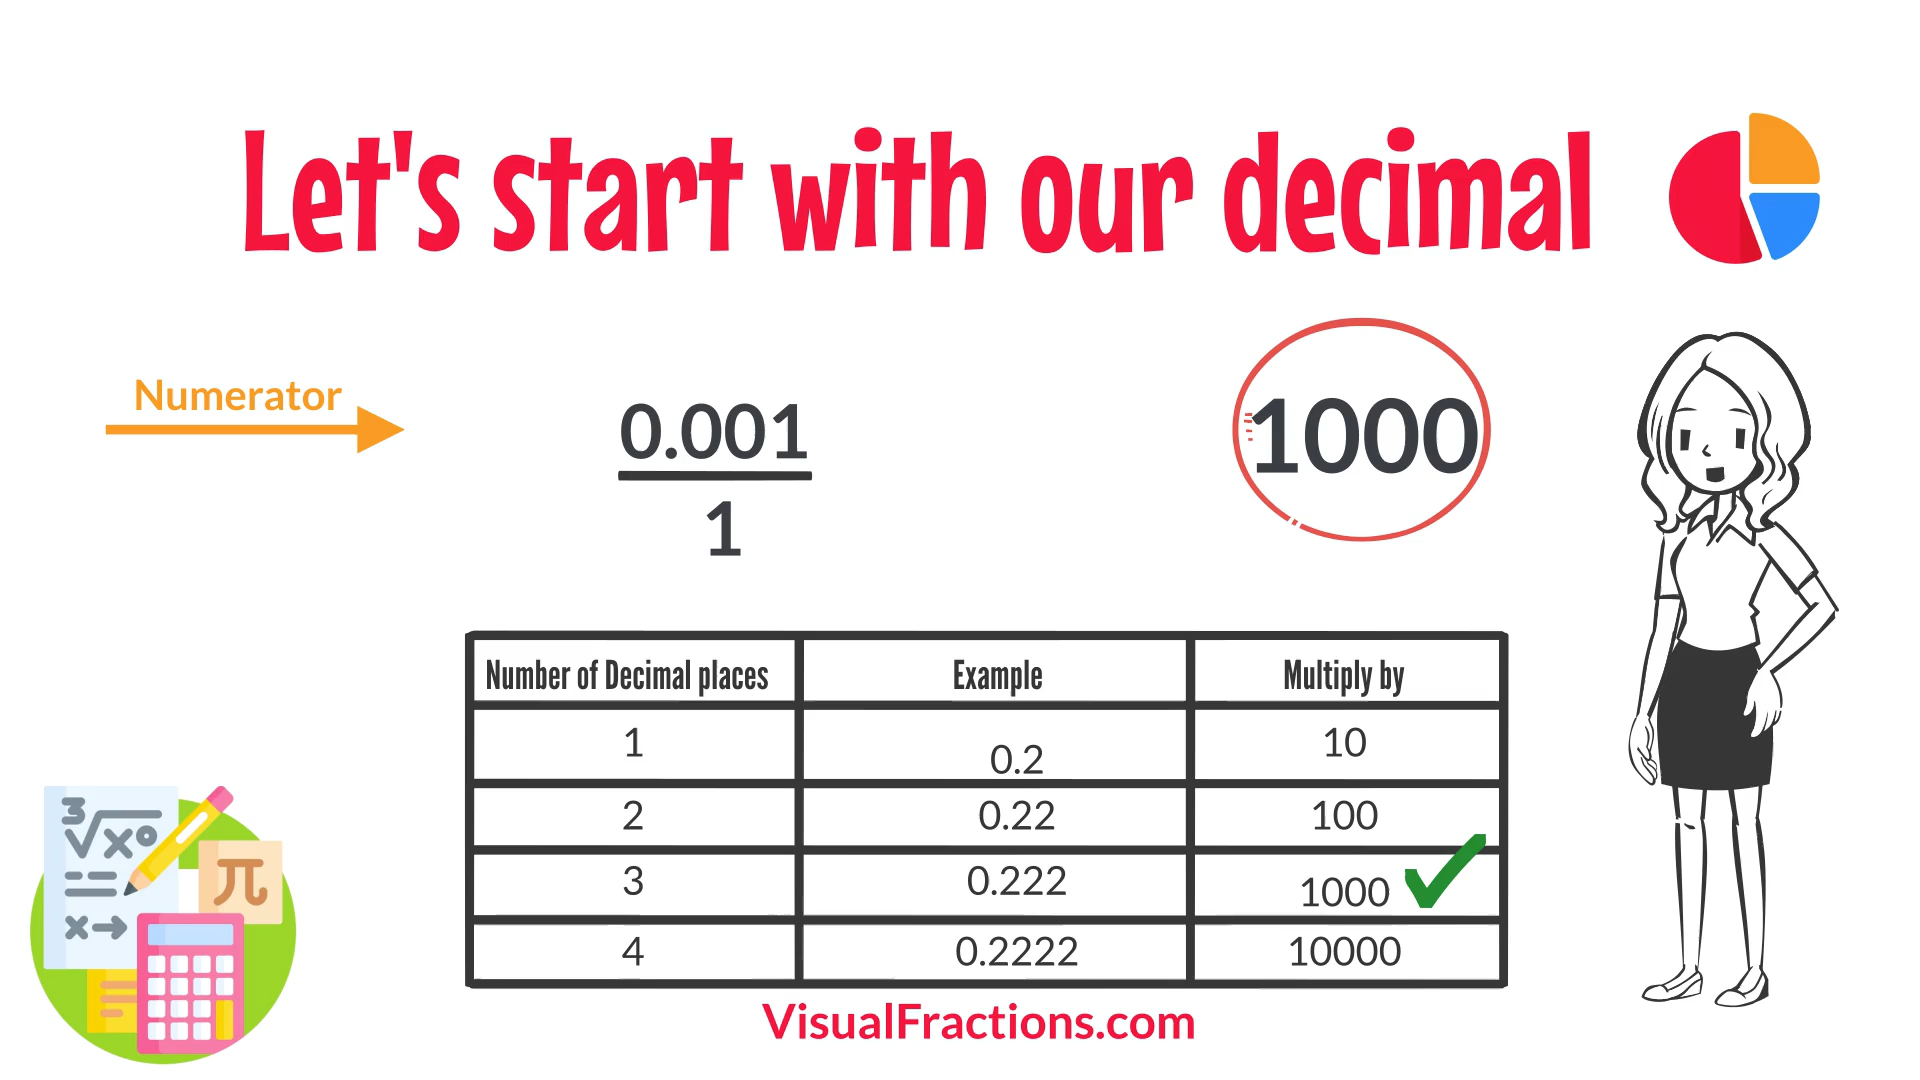 Let's start with our decimal
Numerator
0.001
1
1000
Number of Decimal places Example Multiply by
1 0.2 10
2 0.22 100
3 0.222 1000
4 0.2222 10000
3√x°
x→
π
VisualFractions.com